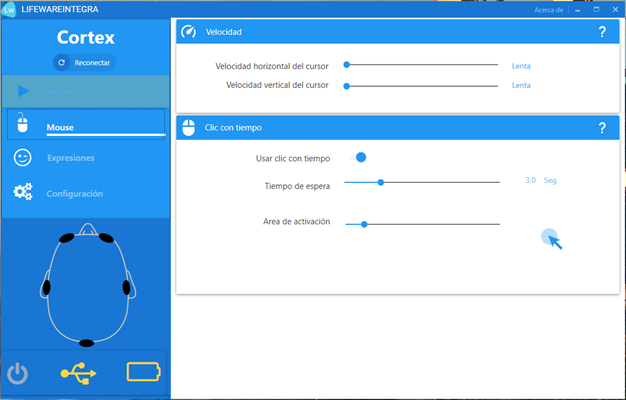 Lw LIFEWAREINTEGRA Acerca de
Cortex
Reconectar
Mouse
Expresiones
Configuración
Velocidad ?
Velocidad horizontal del cursor Lenta
Velocidad vertical del cursor Lenta
Clic con tiempo ?
Usar clic con tiempo
Tiempo de espera 3,0 Seg
Area de activación